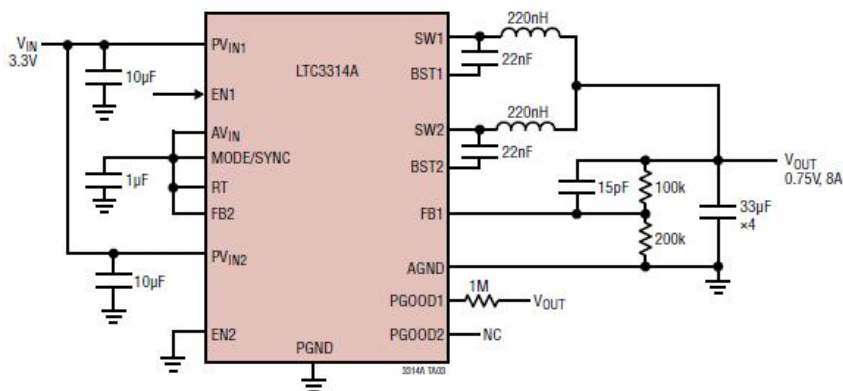 VIN
3.3V
10µF
PVIN1
EN1
LTC3314A
AVIN
MODE/SYNC
RT
FB2
1µF
PVIN2
10µF
EN2
PGND
SW1
220nH
22nF
BST1
220nH
SW2
22nF
BST2
VOUT
0.75V, 8A
15pF
100k
FB1
33µF
×4
200k
AGND
1M
PGOOD1
VOUT
PGOOD2
NC
3314A TA03